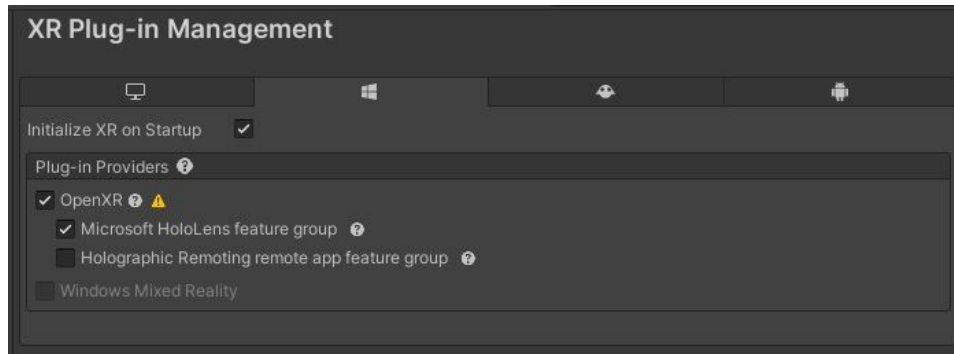 XR Plug-in Management
Initialize XR on Startup
Plug-in Providers
OpenXR
Microsoft HoloLens feature group
Holographic Remoting remote app feature group
Windows Mixed Reality